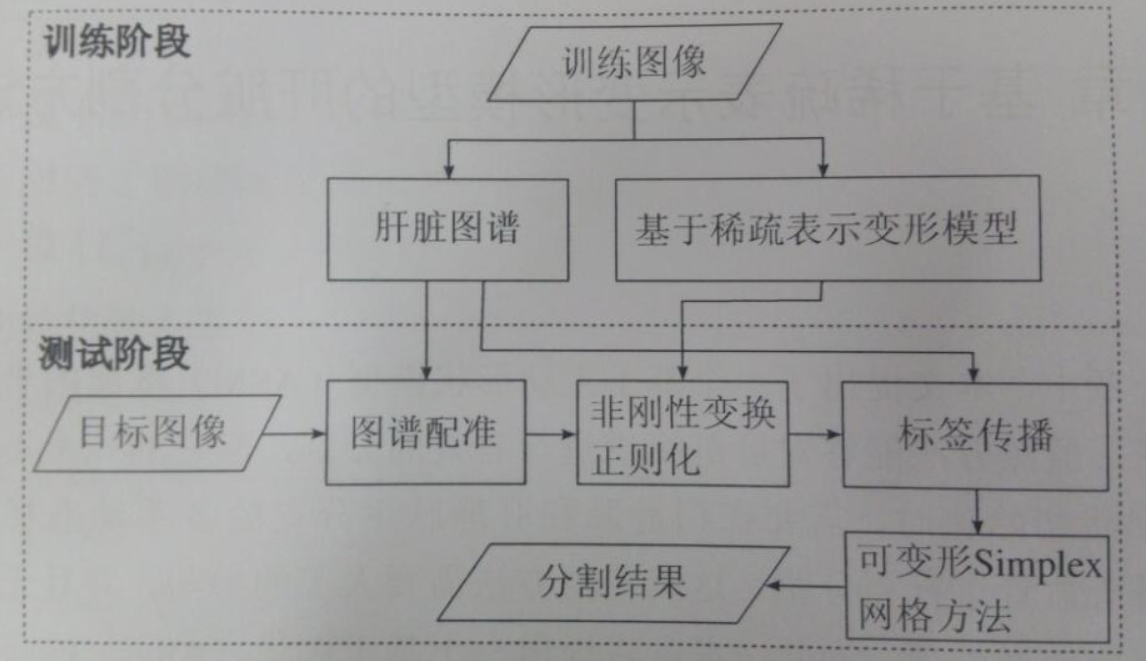 训练阶段
训练图像
肝脏图谱
基于稀疏表示变形模型
测试阶段
目标图像
图谱配准
非刚性变换
正则化
标签传播
可变形Simplex
网格方法
分割结果